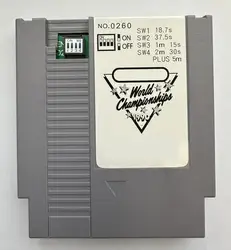 NO.0260
ON
OFF
SW1 18.7s
SW2 37.5s
SW3 1m 15s
SW4 2m 30s
PLUS 5m
World
Championships